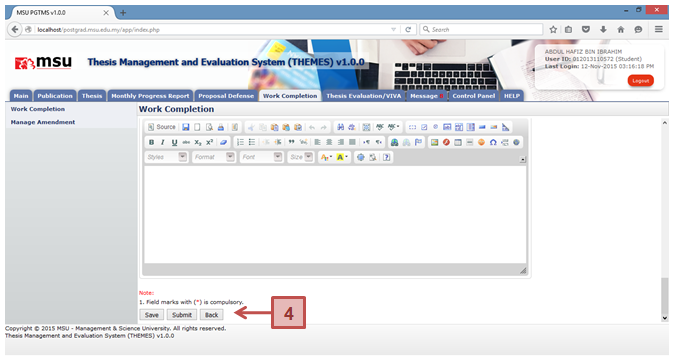 MSU PGTMS v1.0.0
localhost/postgrad.msu.edu.my/app/index.php
Search
msu
Thesis Management and Evaluation System (THEMES) v1.0.0
ABDUL HAFIZ BIN IBRAHIM
User ID: 012013110572 (Student)
Last Login: 12-Nov-2015 03:16:18 PM
Logout
Main Publication Thesis Monthly Progress Report Proposal Defense Work Completion Thesis Evaluation/VIVA Message Control Panel HELP
Work Completion
Manage Amendment
Work Completion
Source
B I U abc X₂ X²
Styles Format Font Size
Note:
1. Field marks with (*) is compulsory.
Save Submit Back
4
Copyright © 2015 MSU - Management & Science University. All rights reserved.
Thesis Management and Evaluation System (THEMES) v1.0.0